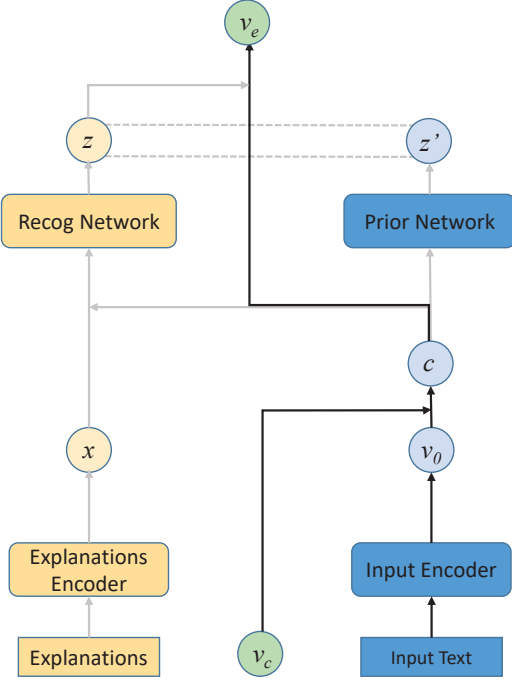 v_e
z
z'
Recog Network
Prior Network
c
x
v_0
Explanations
Encoder
Input Encoder
Explanations
v_c
Input Text